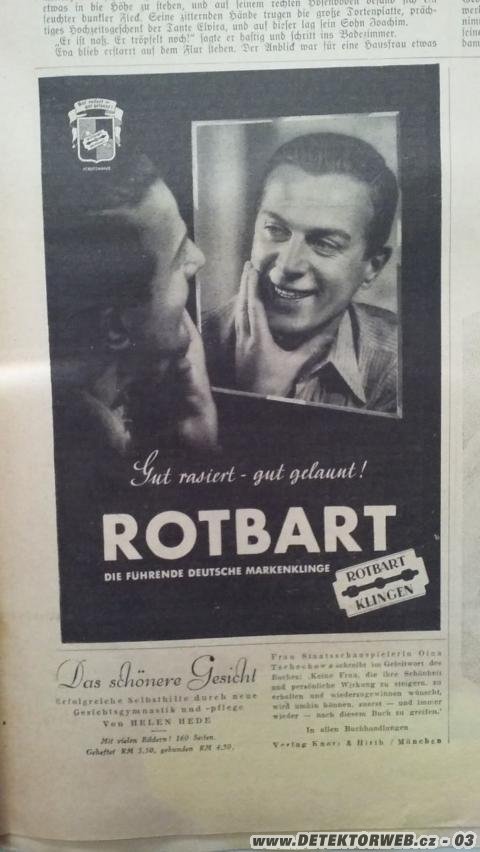 etwas in die Höhe zu stehen, und auf seinem rechten Hosenboden befand sich ein
feuchter dunkler Fleck. Seine zitternden Hände trugen die große Tortenplatte, präch-
tiges Hochzeitsgeschenk der Tante Elvira, und auf dieser lag sein Sohn Joachim.
„Er ist naß. Er tröpfelt noch!" sagte er hastig und schritt ins Badezimmer.
Eva blieb erstarrt auf dem Flur stehen. Der Anblick war für eine Hausfrau etwas
Gut rasiert -
gut gelaunt!
Gut rasiert - gut gelaunt!
ROTBART
DIE FÜHRENDE DEUTSCHE MARKENKLINGE
ROTBART
KLINGEN
Das schönere Gesicht
Erfolgreiche Selbsthilfe durch neue
Gesichtsgymnastik und -pflege
Von HELEN HEDE
Mit vielen Bildern! 160 Seiten.
Geheftet RM 3.50, gebunden RM 4.50.
Frau Staatsschauspielerin Olga
Tschechowa schreibt im Geleitwort des
Buches: ‚Keine Frau, die ihre Schönheit
und persönliche Wirkung zu steigern, zu
erhalten und wiederzugewinnen wünscht,
wird umhin können, zuerst — und immer
wieder — nach diesem Buch zu greifen.'
In allen Buchhandlungen
Verlag Knorr & Hirth / München
www.DETEKTORWEB.cz - 03